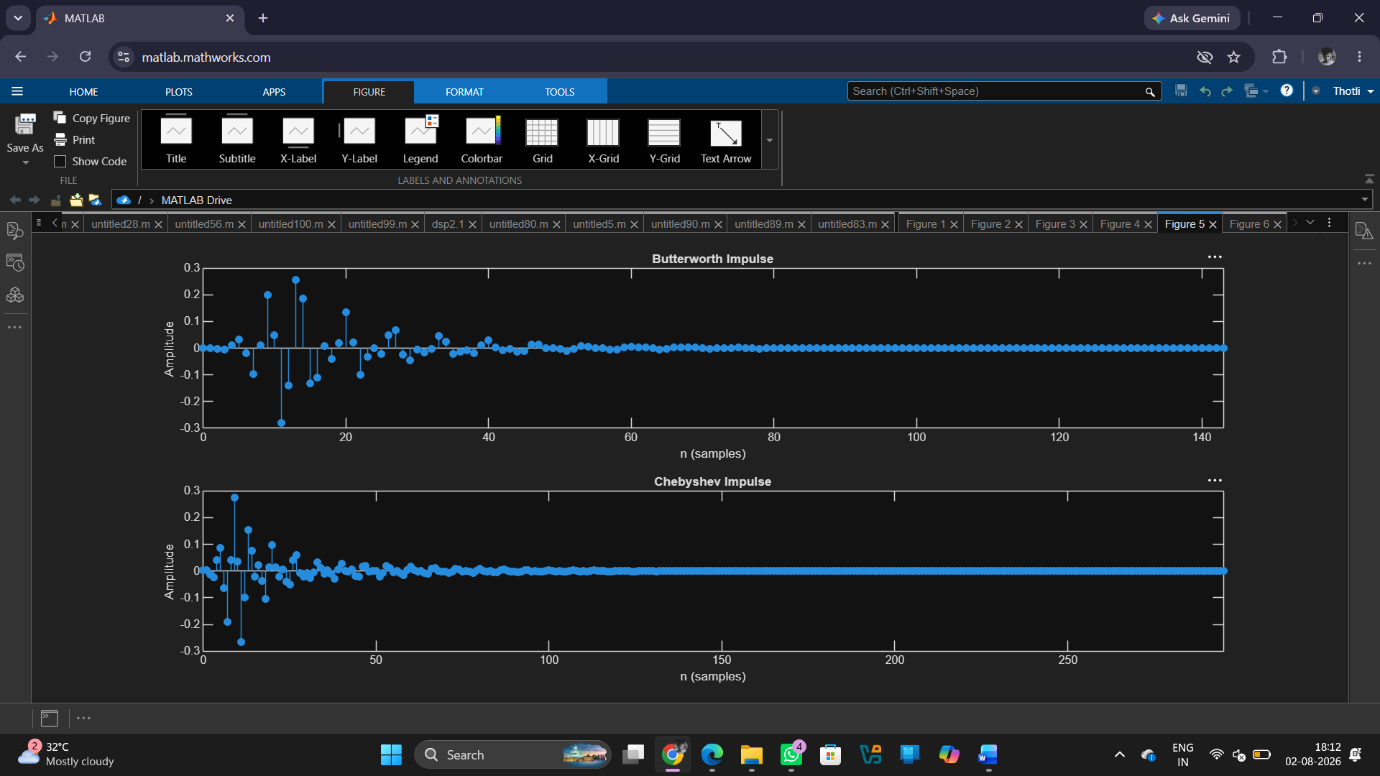 MATLAB
Ask Gemini
matlab.mathworks.com
HOME PLOTS APPS FIGURE FORMAT TOOLS
Search (Ctrl+Shift+Space)
Thotli
Save As
Copy Figure
Print
Show Code
FILE
Title Subtitle X-Label Y-Label Legend Colorbar Grid X-Grid Y-Grid Text Arrow
LABELS AND ANNOTATIONS
/ > MATLAB Drive
n untitled28.m untitled56.m untitled100.m untitled99.m dsp2.1 untitled80.m untitled5.m untitled90.m untitled89.m untitled83.m Figure 1 Figure 2 Figure 3 Figure 4 Figure 5 Figure 6
Butterworth Impulse
0.3
0.2
0.1
0
-0.1
-0.2
-0.3
Amplitude
0 20 40 60 80 100 120 140
n (samples)
Chebyshev Impulse
0.3
0.2
0.1
0
-0.1
-0.2
-0.3
Amplitude
0 50 100 150 200 250
n (samples)
2
32°C
Mostly cloudy
Search
4
ENG
IN
18:12
02-08-2026